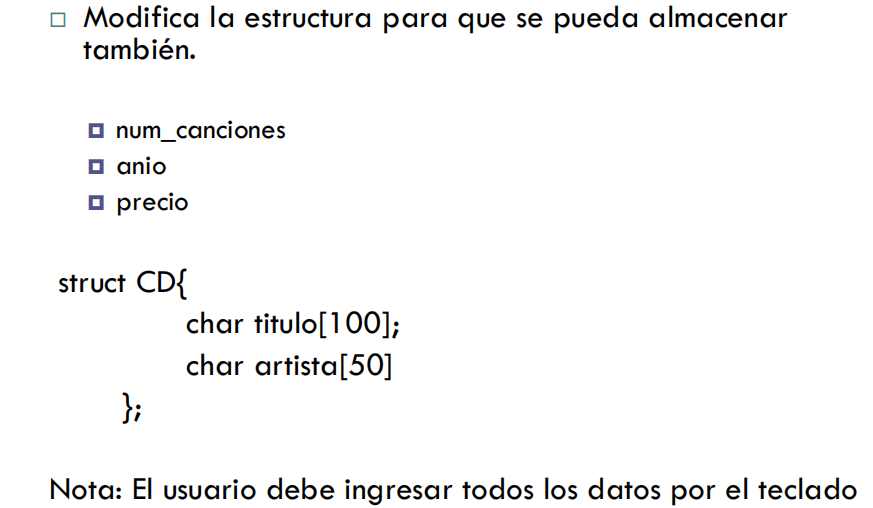 Modifica la estructura para que se pueda almacenar
también.
num_canciones
anio
precio
struct CD{
char titulo[100];
char artista[50]
};
Nota: El usuario debe ingresar todos los datos por el teclado